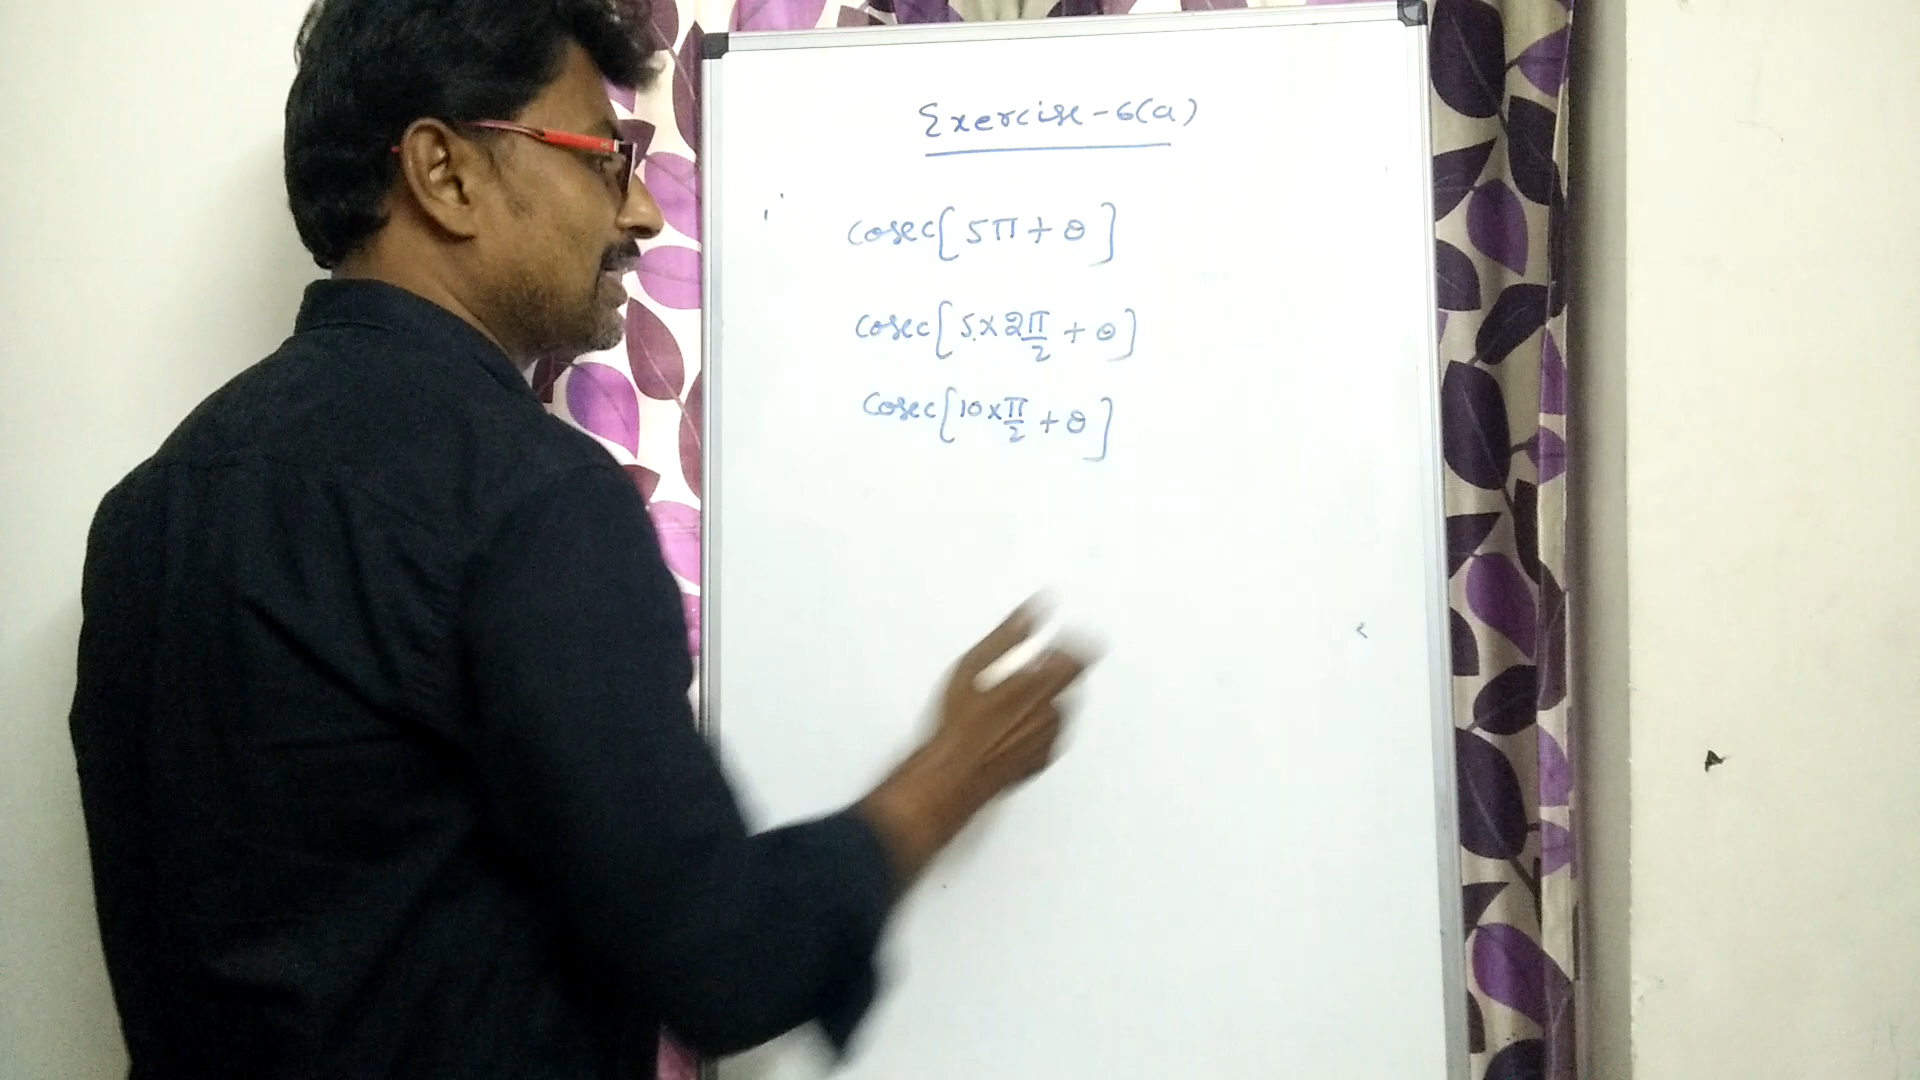 Exercise-6(a)
cosec[5π+θ]
cosec[5×2π/2+θ]
cosec[10×π/2+θ]